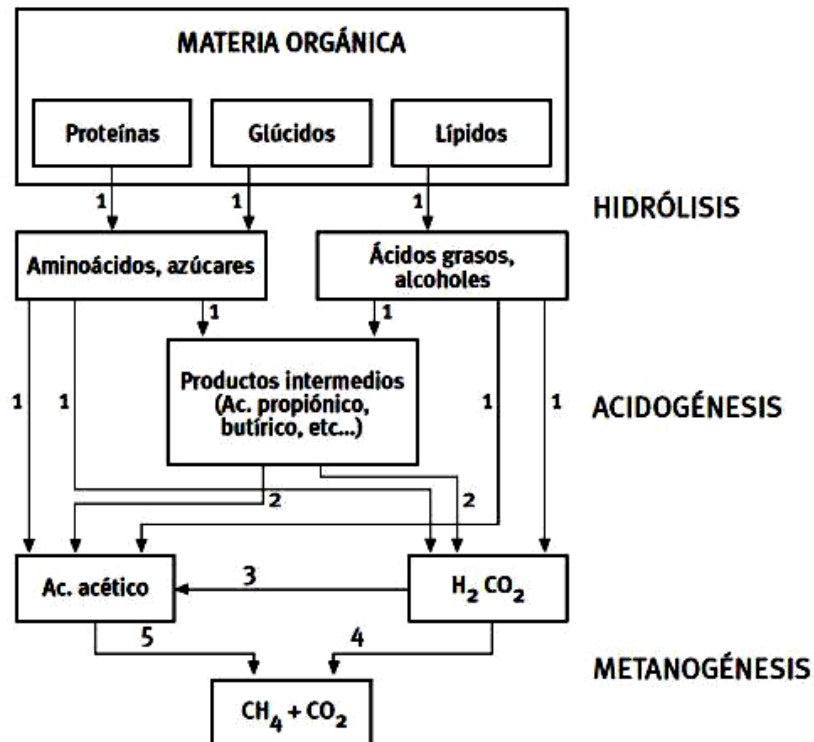 MATERIA ORGÁNICA
Proteínas
Glúcidos
Lípidos
1
1
1
HIDRÓLISIS
Aminoácidos, azúcares
Ácidos grasos,
alcoholes
1
1
Productos intermedios
(Ac. propiónico,
butírico, etc...)
1
1
1
1
ACIDOGÉNESIS
2
2
Ac. acético
3
H₂ CO₂
5
4
METANOGÉNESIS
CH₄ + CO₂